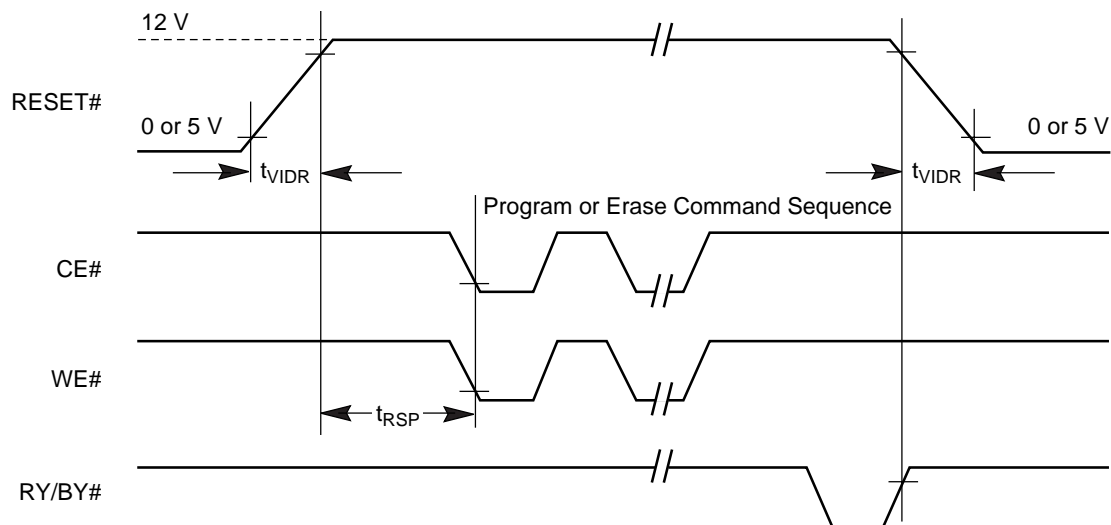 12 V
RESET#
0 or 5 V
0 or 5 V
tVIDR
tVIDR
Program or Erase Command Sequence
CE#
WE#
tRSP
RY/BY#